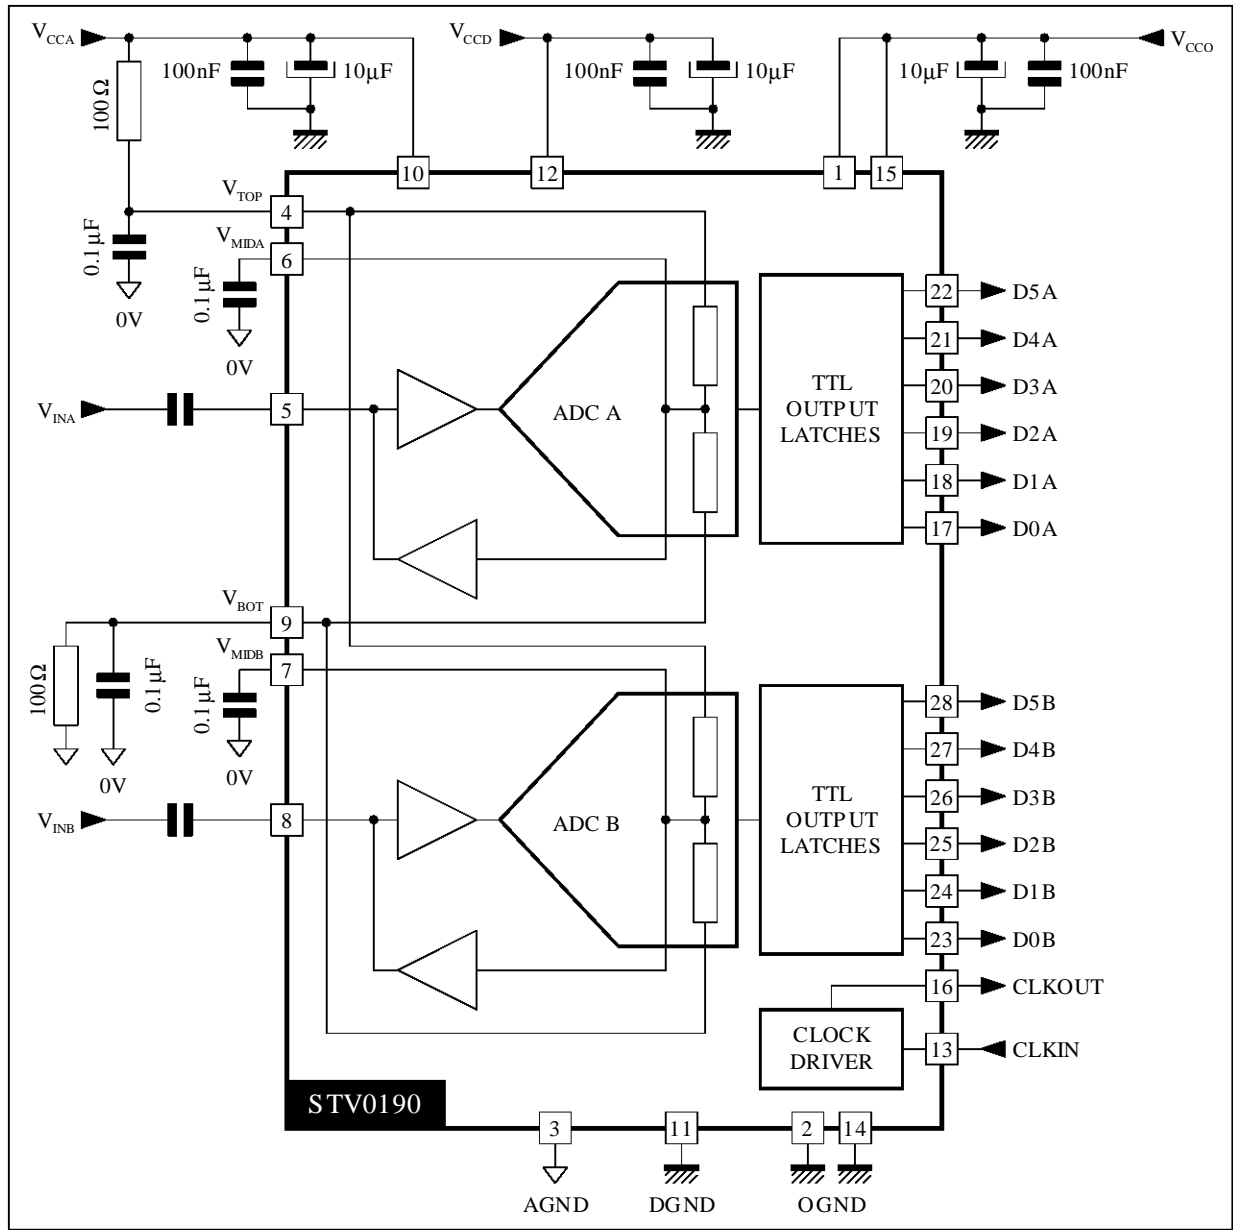 VCCA
VCCD
VCCO
100nF
10µF
100nF
10µF
10µF
100nF
100Ω
10
12
1
15
VTOP
4
VMIDA
6
0.1µF
0.1µF
0V
0V
22
D5A
21
D4A
20
D3A
19
D2A
18
D1A
17
D0A
TTL
OUTPUT
LATCHES
VINA
5
ADC A
VBOT
9
VMIDB
7
100Ω
0.1µF
0.1µF
0V
0V
28
D5B
27
D4B
26
D3B
25
D2B
24
D1B
23
D0B
TTL
OUTPUT
LATCHES
VINB
8
ADC B
16
CLKOUT
CLOCK
DRIVER
13
CLKIN
STV0190
3
11
2
14
AGND
DGND
OGND